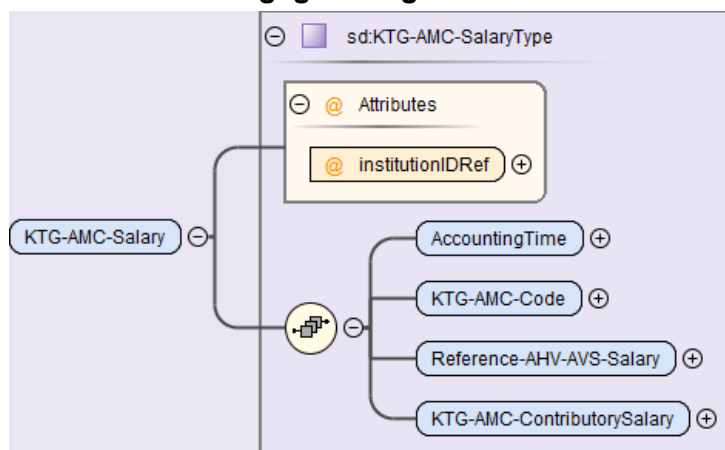 sd:KTG-AMC-SalaryType
@ Attributes
@ institutionIDRef
KTG-AMC-Salary
AccountingTime
KTG-AMC-Code
Reference-AHV-AVS-Salary
KTG-AMC-ContributorySalary